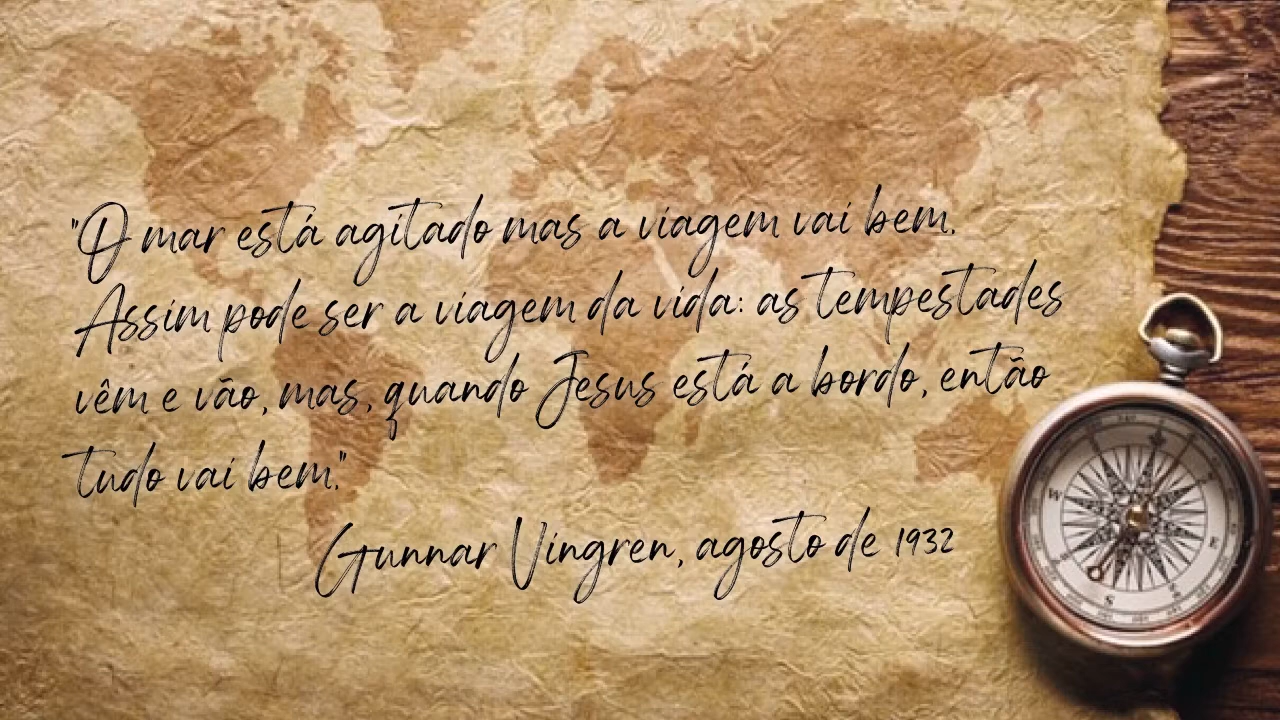 "O mar está agitado mas a viagem vai bem.
Assim pode ser a viagem da vida: as tempestades
vêm e vão, mas, quando Jesus está a bordo, então
tudo vai bem."
Gunnar Vingren, agosto de 1932
W
S